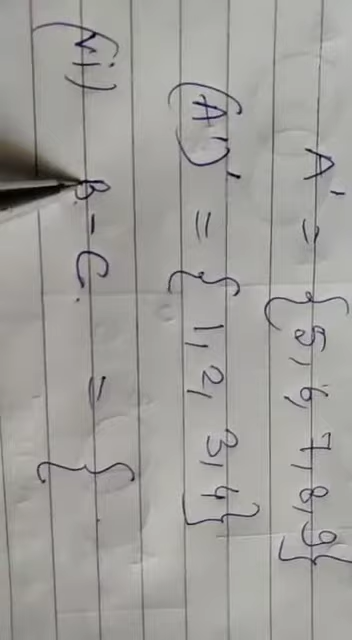 A' = {5, 6, 7, 8, 9}
(A')' = {1, 2, 3, 4}
(vi) B - C. = {